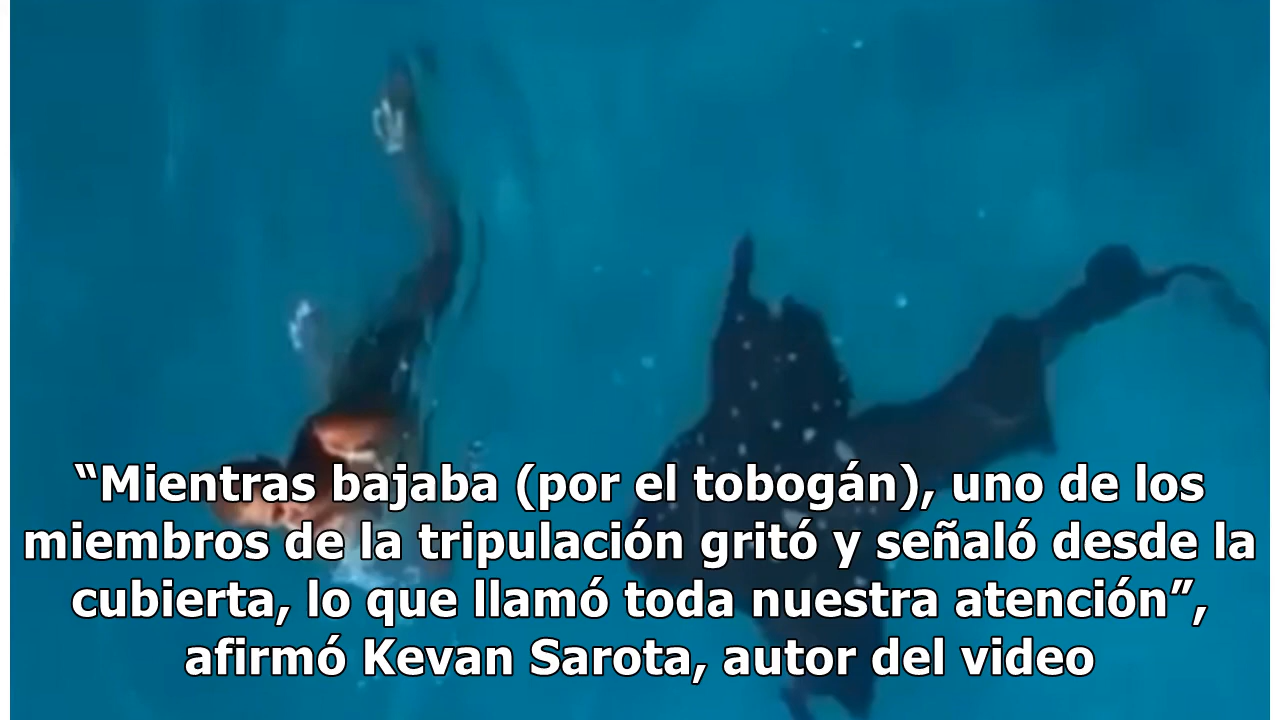 “Mientras bajaba (por el tobogán), uno de los
miembros de la tripulación gritó y señaló desde la
cubierta, lo que llamó toda nuestra atención”,
afirmó Kevan Sarota, autor del video